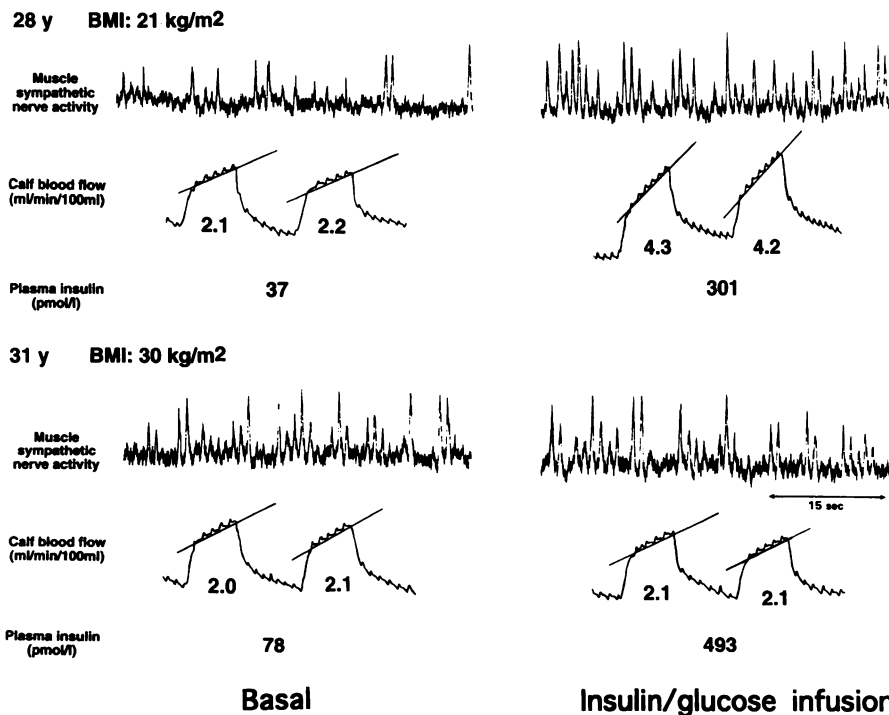 28 y BMI: 21 kg/m2
Muscle
sympathetic
nerve activity
Calf blood flow
(ml/min/100ml)
2.1 2.2 4.3 4.2
Plasma insulin
(pmol/l)
37 301
31 y BMI: 30 kg/m2
Muscle
sympathetic
nerve activity
15 sec
Calf blood flow
(ml/min/100ml)
2.0 2.1 2.1 2.1
Plasma insulin
(pmol/l)
78 493
Basal Insulin/glucose infusion